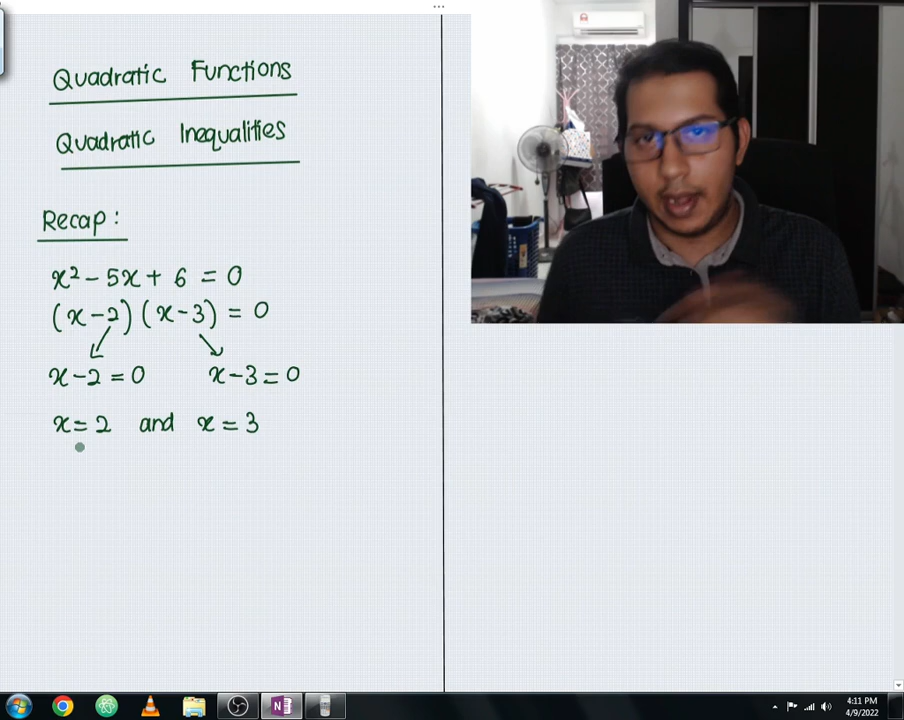 Quadratic Functions
Quadratic Inequalities
Recap:
x² - 5x + 6 = 0
(x-2)(x-3) = 0
x-2=0 x-3=0
x=2 and x=3
4:11 PM
4/9/2022